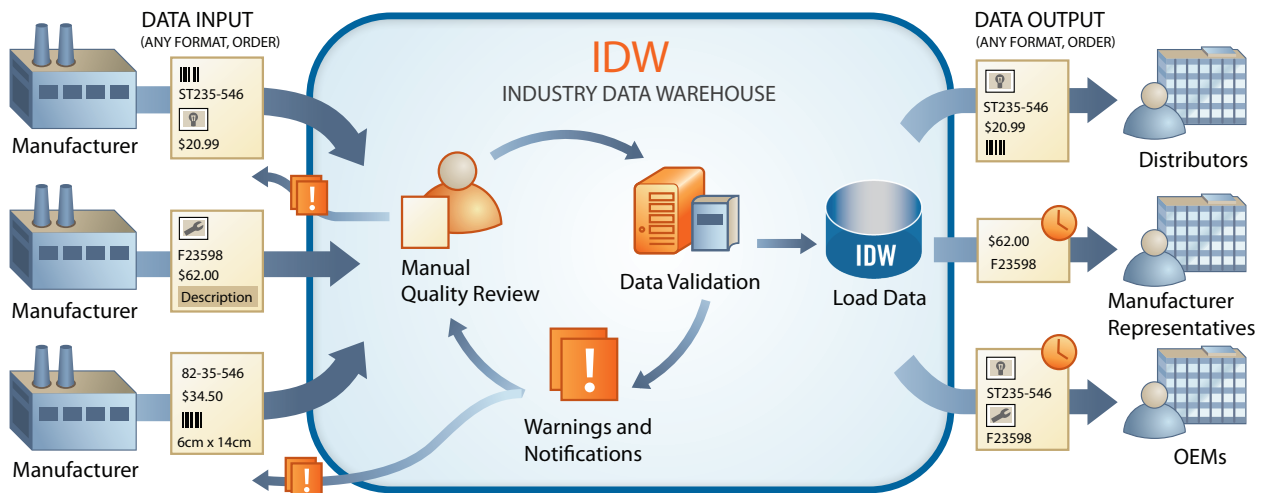 DATA INPUT
(ANY FORMAT, ORDER)
ST235-546
$20.99
Manufacturer
F23598
$62.00
Description
Manufacturer
82-35-546
$34.50
6cm x 14cm
Manufacturer
IDW
INDUSTRY DATA WAREHOUSE
!
Manual
Quality Review
Data Validation
IDW
Load Data
!
Warnings and
Notifications
!
DATA OUTPUT
(ANY FORMAT, ORDER)
ST235-546
$20.99
Distributors
$62.00
F23598
Manufacturer
Representatives
ST235-546
F23598
OEMs